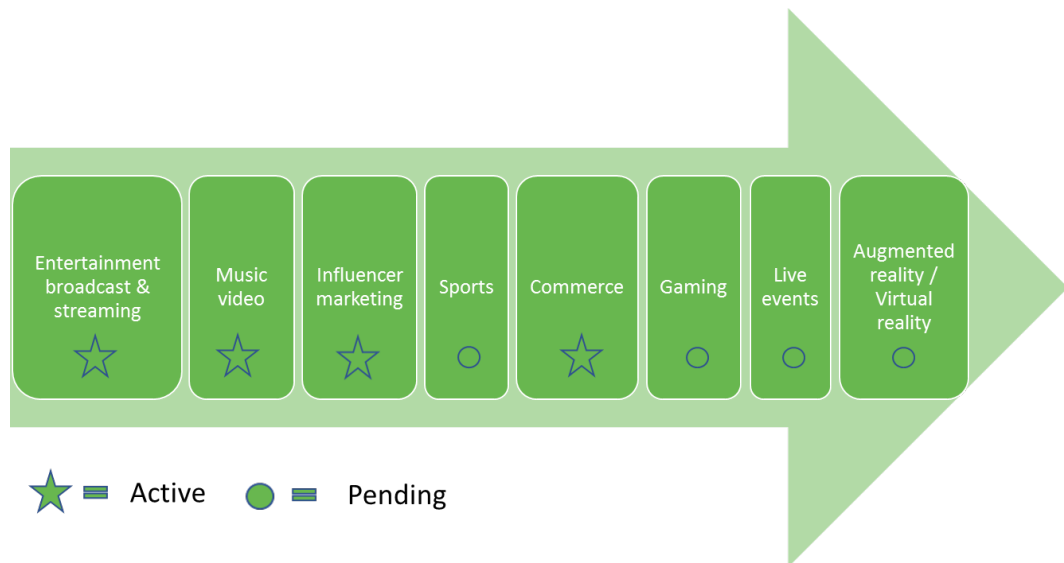 Entertainment
broadcast &
streaming
Music
video
Influencer
marketing
Sports
Commerce
Gaming
Live
events
Augmented
reality /
Virtual
reality
= Active
= Pending